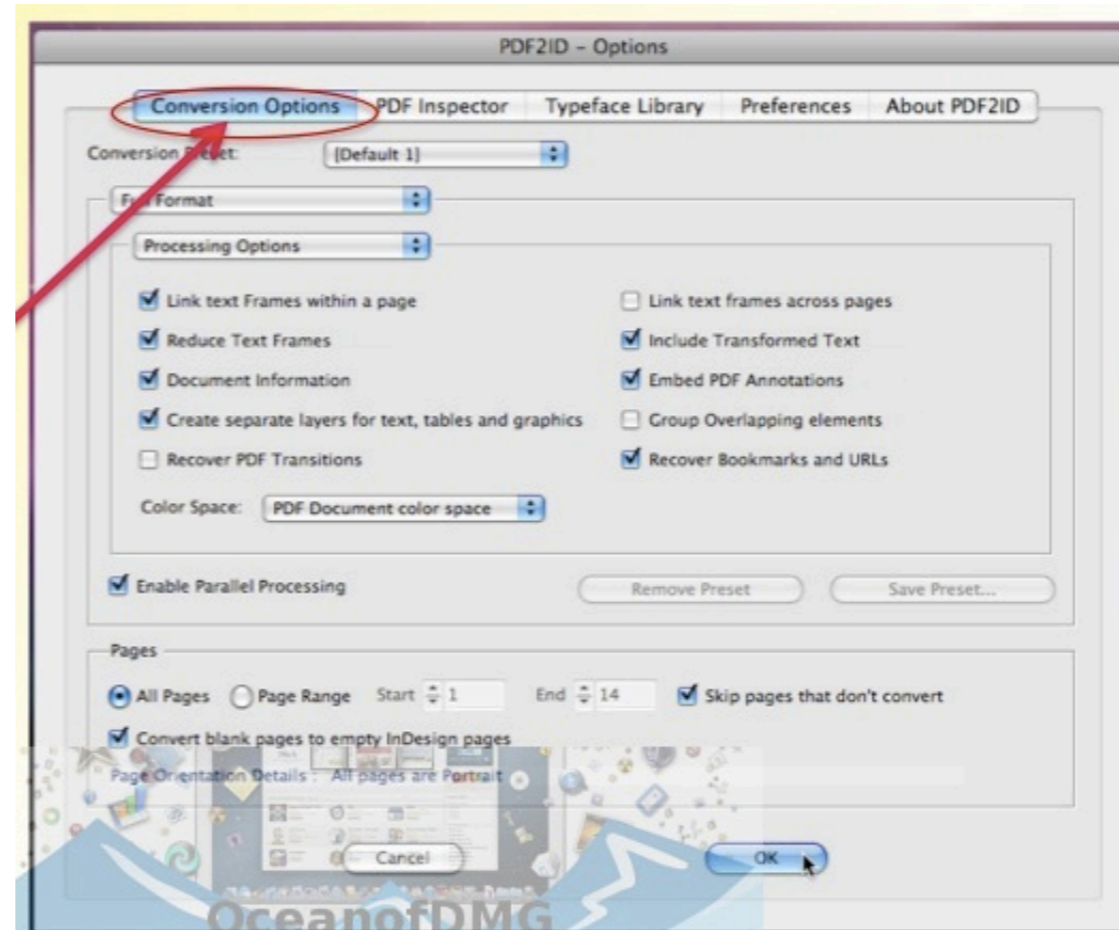 PDF2ID - Options
Conversion Options PDF Inspector Typeface Library Preferences About PDF2ID
Conversion Preset: [Default 1]
Full Format
Processing Options
Link text Frames within a page Link text frames across pages
Reduce Text Frames Include Transformed Text
Document Information Embed PDF Annotations
Create separate layers for text, tables and graphics Group Overlapping elements
Recover PDF Transitions Recover Bookmarks and URLs
Color Space: PDF Document color space
Enable Parallel Processing Remove Preset Save Preset...
Pages
All Pages Page Range Start 1 End 14 Skip pages that don't convert
Convert blank pages to empty InDesign pages
Page Orientation Details : All pages are Portrait
Cancel OK
OceanofDMG